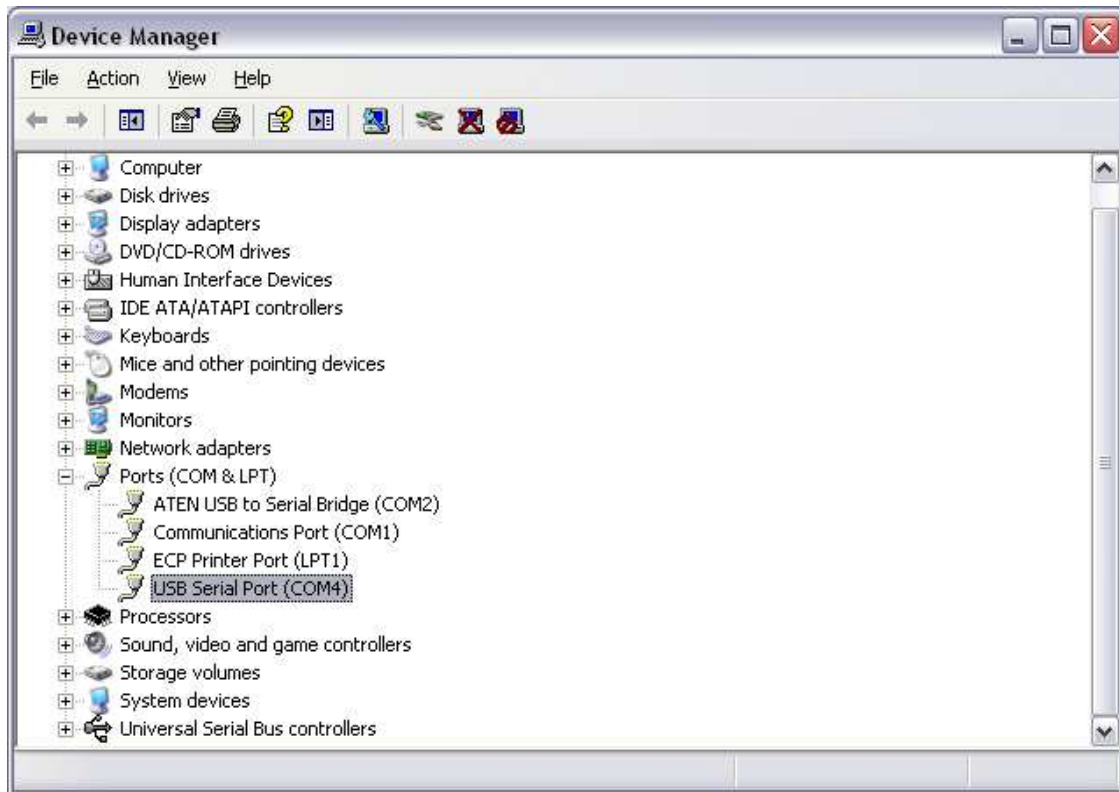 Device Manager
File Action View Help
Computer
Disk drives
Display adapters
DVD/CD-ROM drives
Human Interface Devices
IDE ATA/ATAPI controllers
Keyboards
Mice and other pointing devices
Modems
Monitors
Network adapters
Ports (COM & LPT)
ATEN USB to Serial Bridge (COM2)
Communications Port (COM1)
ECP Printer Port (LPT1)
USB Serial Port (COM4)
Processors
Sound, video and game controllers
Storage volumes
System devices
Universal Serial Bus controllers